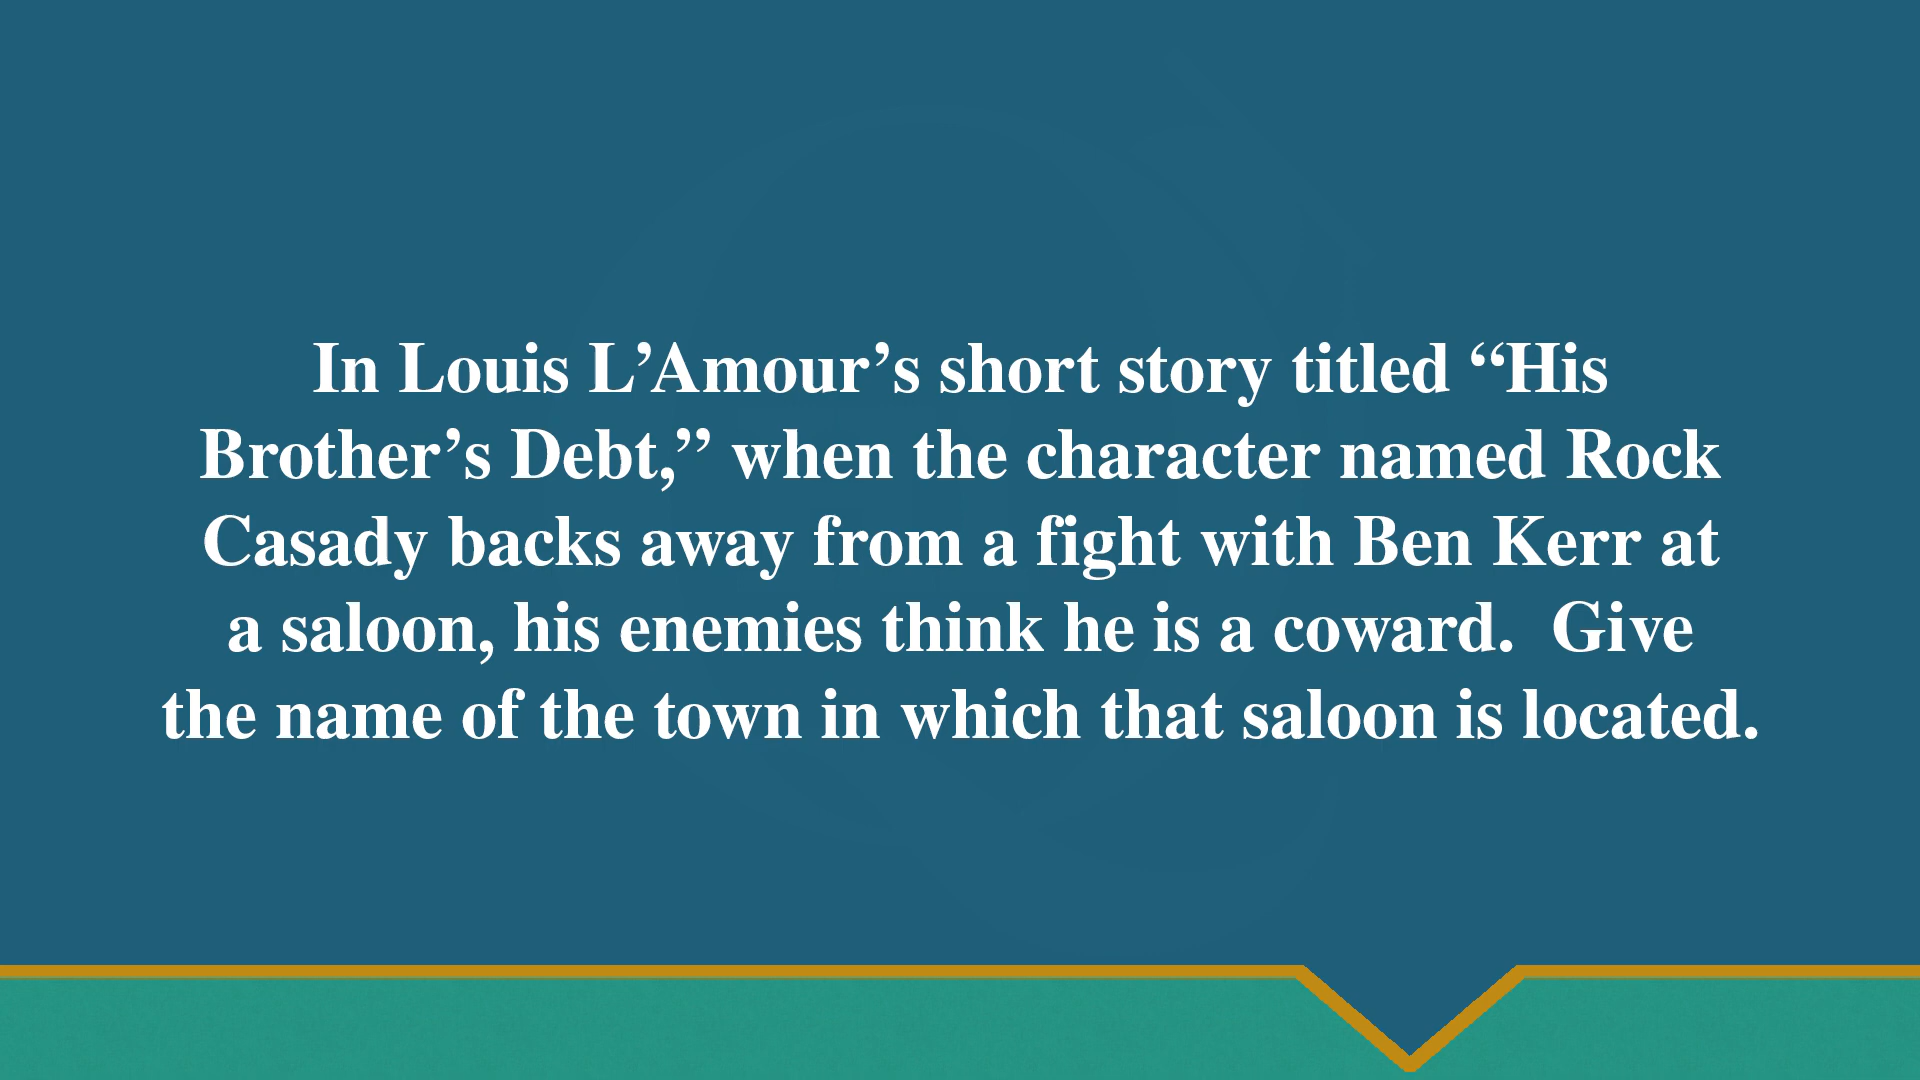 In Louis L’Amour’s short story titled “His
Brother’s Debt,” when the character named Rock
Casady backs away from a fight with Ben Kerr at
a saloon, his enemies think he is a coward.  Give
the name of the town in which that saloon is located.